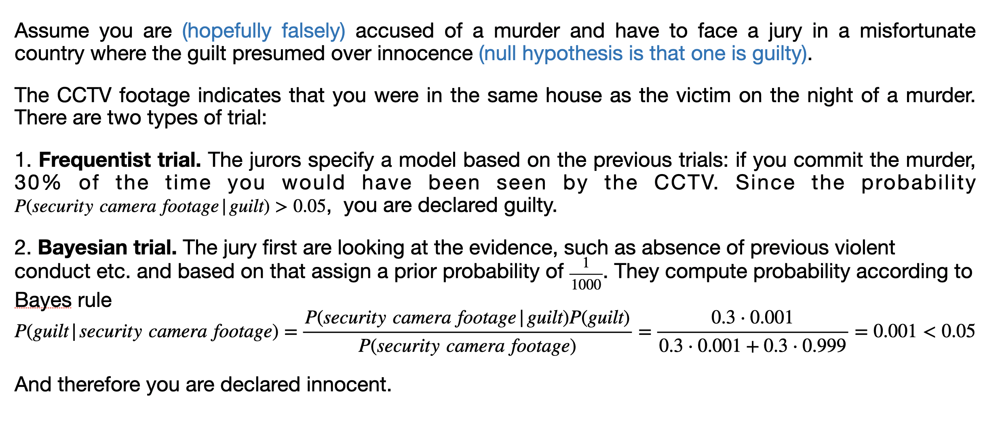 Assume you are (hopefully falsely) accused of a murder and have to face a jury in a misfortunate
country where the guilt presumed over innocence (null hypothesis is that one is guilty).
The CCTV footage indicates that you were in the same house as the victim on the night of a murder.
There are two types of trial:
1. Frequentist trial. The jurors specify a model based on the previous trials: if you commit the murder,
30% of the time you would have been seen by the CCTV. Since the probability
P(security camera footage | guilt) > 0.05, you are declared guilty.
2. Bayesian trial. The jury first are looking at the evidence, such as absence of previous violent
conduct etc. and based on that assign a prior probability of 1/1000. They compute probability according to
Bayes rule
P(guilt | security camera footage) = P(security camera footage | guilt)P(guilt) / P(security camera footage) = 0.3 · 0.001 / 0.3 · 0.001 + 0.3 · 0.999 = 0.001 < 0.05
And therefore you are declared innocent.